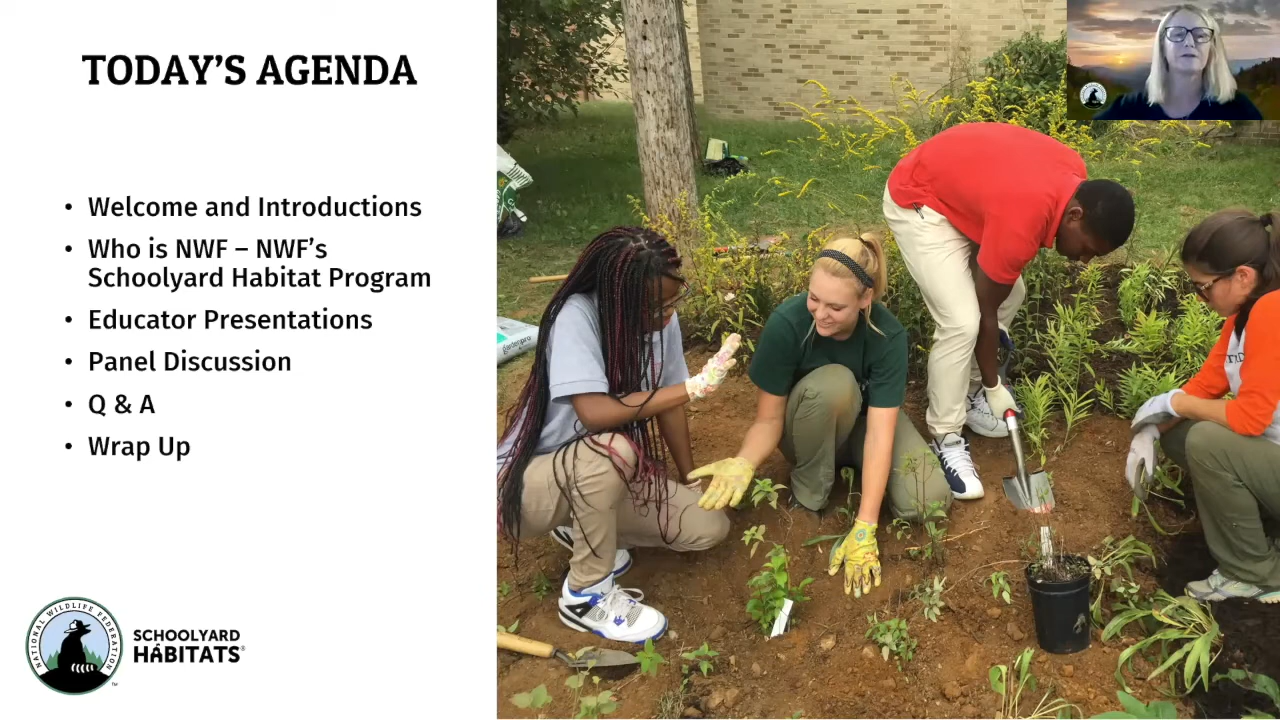 TODAY'S AGENDA
• Welcome and Introductions
• Who is NWF – NWF's
Schoolyard Habitat Program
• Educator Presentations
• Panel Discussion
• Q & A
• Wrap Up
NATIONAL WILDLIFE FEDERATION
TM
SCHOOLYARD
HABITATS®